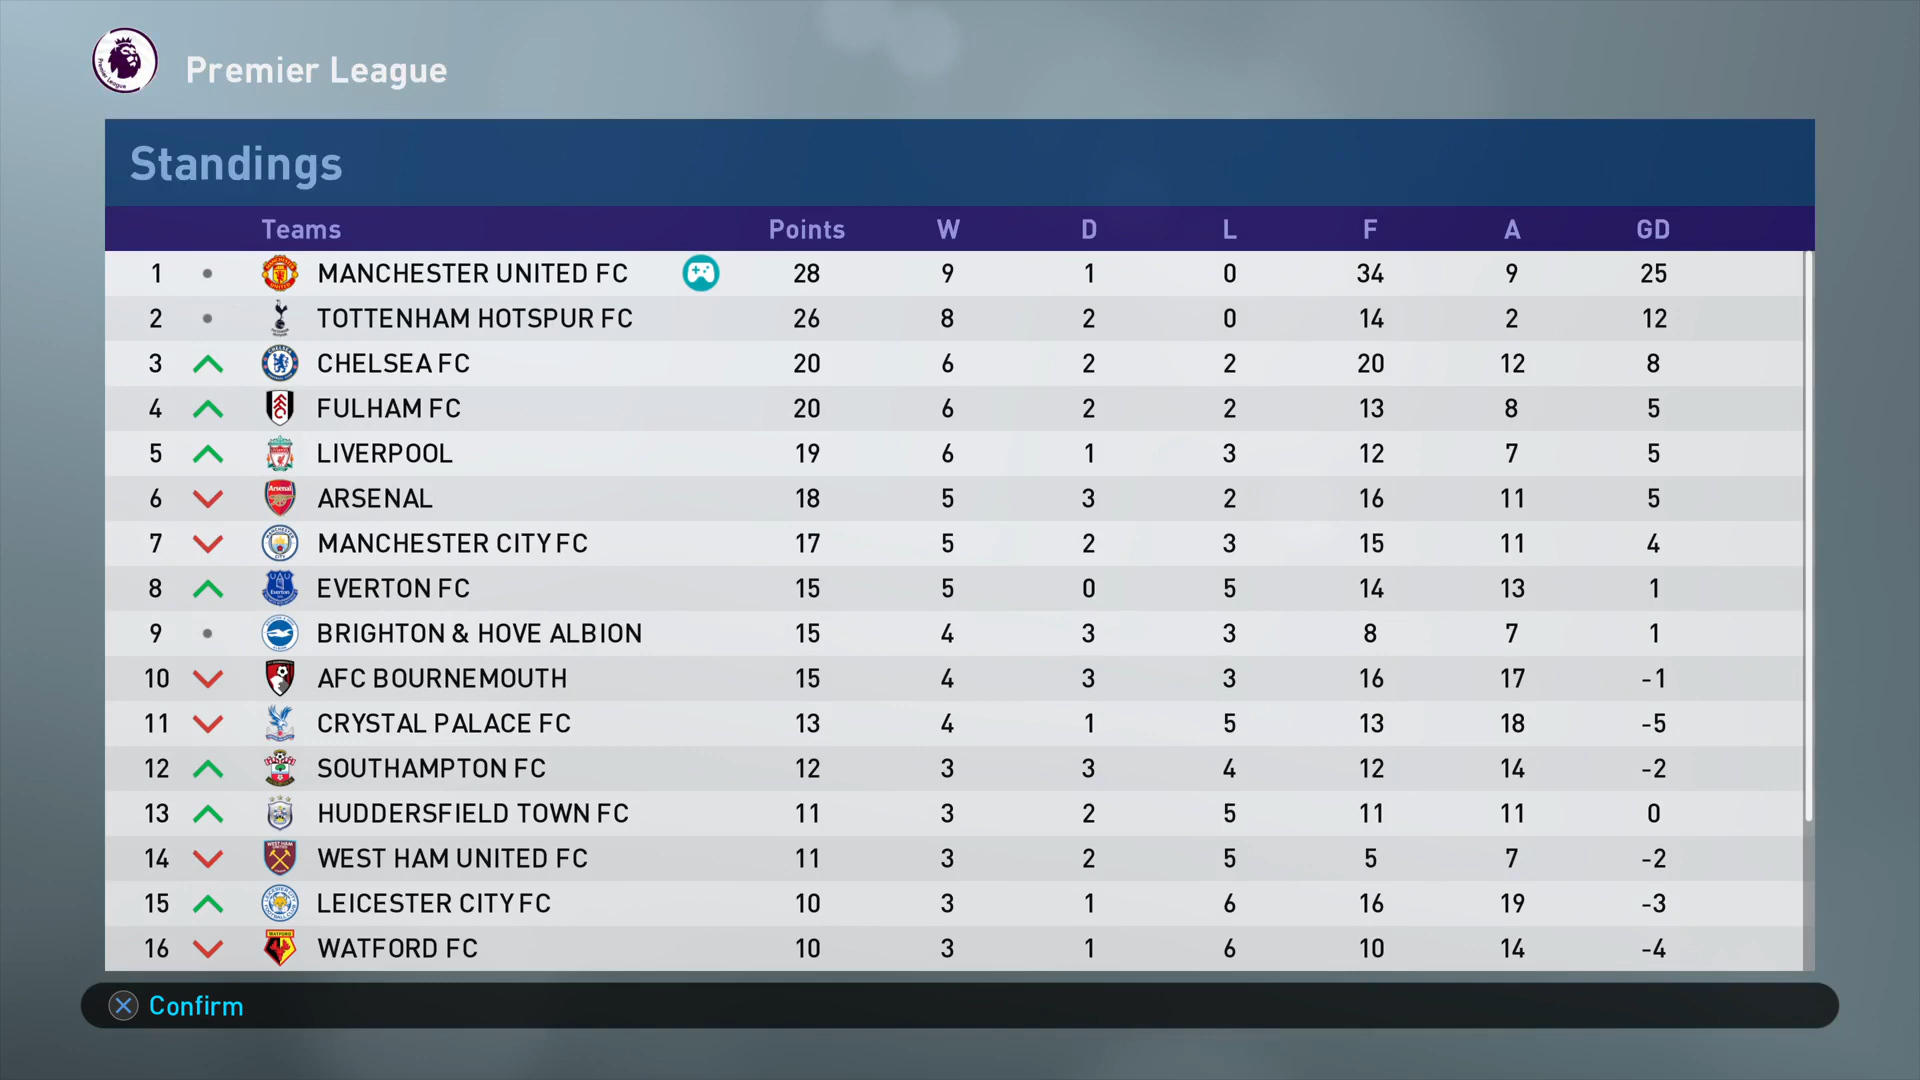 Premier League
Standings
Teams Points W D L F A GD
1 MANCHESTER UNITED FC 28 9 1 0 34 9 25
2 TOTTENHAM HOTSPUR FC 26 8 2 0 14 2 12
3 CHELSEA FC 20 6 2 2 20 12 8
4 FULHAM FC 20 6 2 2 13 8 5
5 LIVERPOOL 19 6 1 3 12 7 5
6 ARSENAL 18 5 3 2 16 11 5
7 MANCHESTER CITY FC 17 5 2 3 15 11 4
8 EVERTON FC 15 5 0 5 14 13 1
9 BRIGHTON & HOVE ALBION 15 4 3 3 8 7 1
10 AFC BOURNEMOUTH 15 4 3 3 16 17 -1
11 CRYSTAL PALACE FC 13 4 1 5 13 18 -5
12 SOUTHAMPTON FC 12 3 3 4 12 14 -2
13 HUDDERSFIELD TOWN FC 11 3 2 5 11 11 0
14 WEST HAM UNITED FC 11 3 2 5 5 7 -2
15 LEICESTER CITY FC 10 3 1 6 16 19 -3
16 WATFORD FC 10 3 1 6 10 14 -4
Confirm